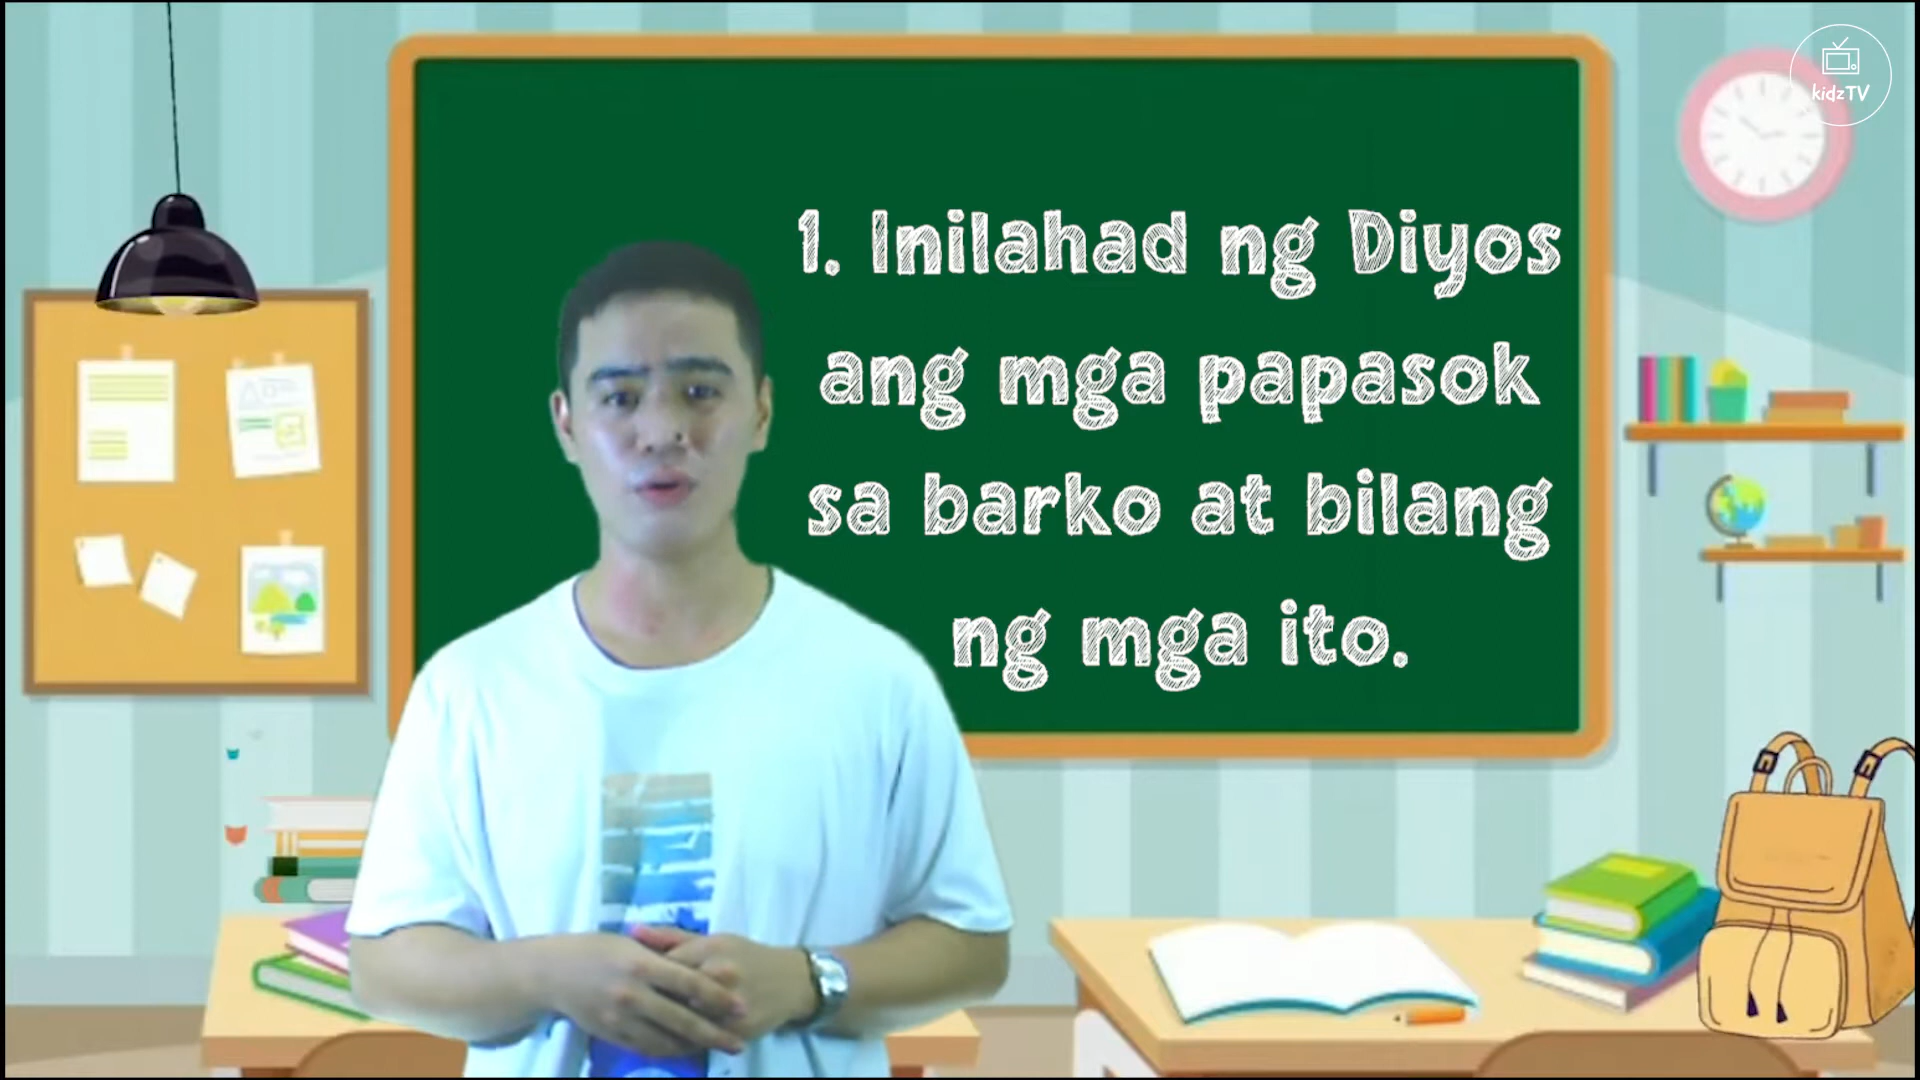 kidzTV
1. Inilahad ng Diyos
ang mga papasok
sa barko at bilang
ng mga ito.